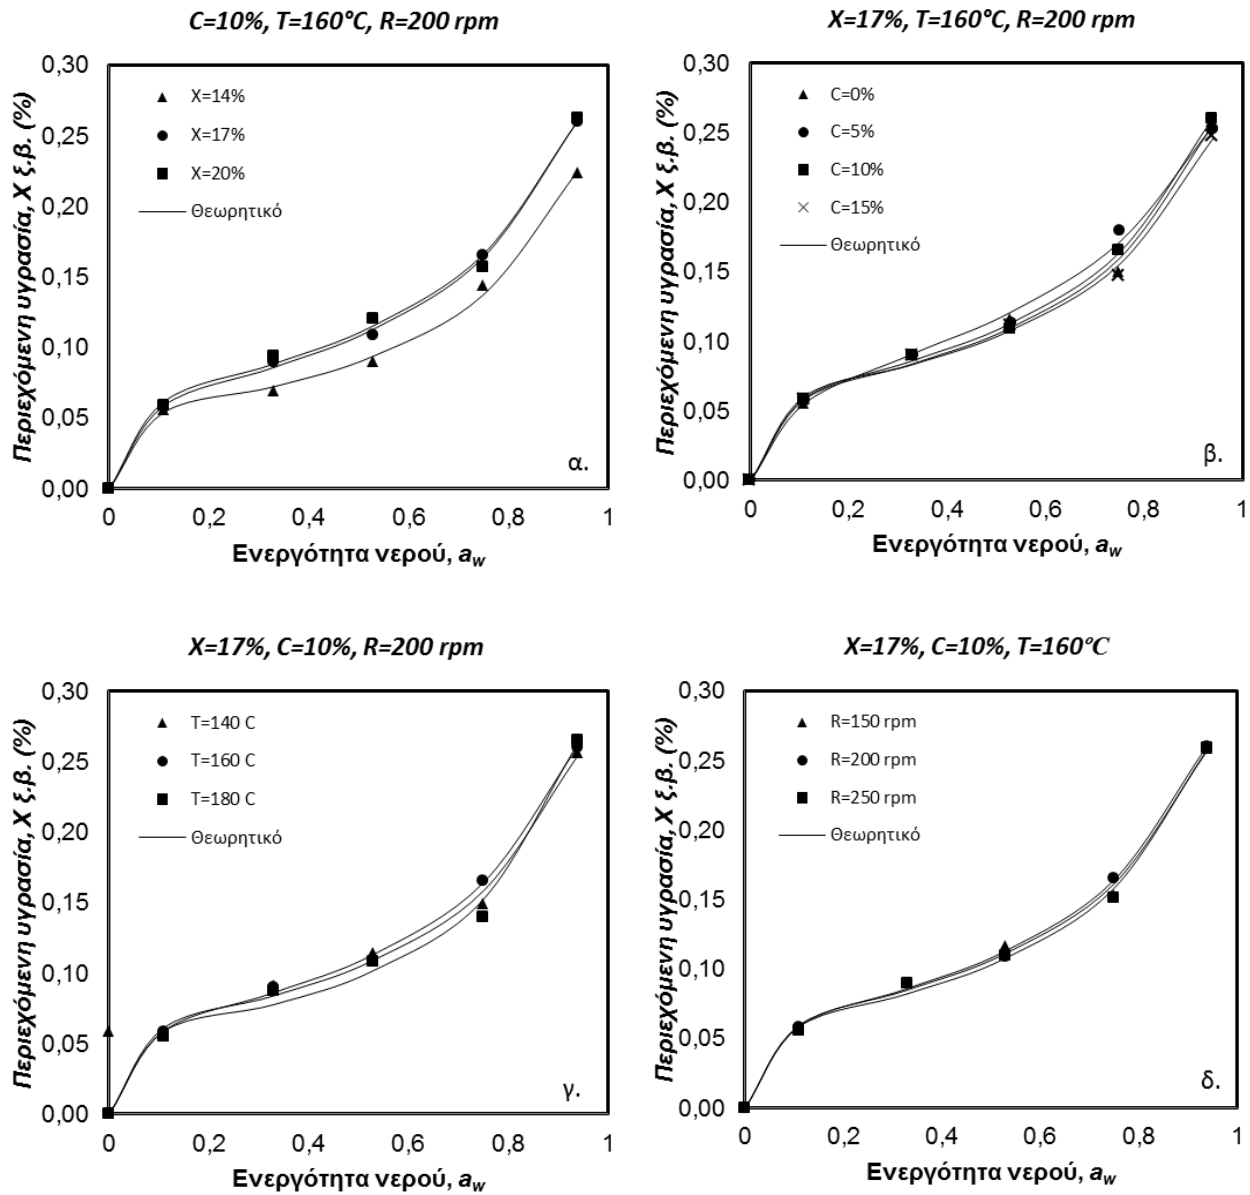 C=10%, T=160°C, R=200 rpm
Περιεχόμενη υγρασία, X ξ.β. (%)
0,30
0,25
0,20
0,15
0,10
0,05
0,00
X=14%
X=17%
X=20%
Θεωρητικό
α.
0
0,2
0,4
0,6
0,8
1
Ενεργότητα νερού, aw
X=17%, T=160°C, R=200 rpm
Περιεχόμενη υγρασία, X ξ.β. (%)
0,30
0,25
0,20
0,15
0,10
0,05
0,00
C=0%
C=5%
C=10%
C=15%
Θεωρητικό
β.
0
0,2
0,4
0,6
0,8
1
Ενεργότητα νερού, aw
X=17%, C=10%, R=200 rpm
Περιεχόμενη υγρασία, X ξ.β. (%)
0,30
0,25
0,20
0,15
0,10
0,05
0,00
T=140 C
T=160 C
T=180 C
Θεωρητικό
γ.
0
0,2
0,4
0,6
0,8
1
Ενεργότητα νερού, aw
X=17%, C=10%, T=160°C
Περιεχόμενη υγρασία, X ξ.β. (%)
0,30
0,25
0,20
0,15
0,10
0,05
0,00
R=150 rpm
R=200 rpm
R=250 rpm
Θεωρητικό
δ.
0
0,2
0,4
0,6
0,8
1
Ενεργότητα νερού, aw